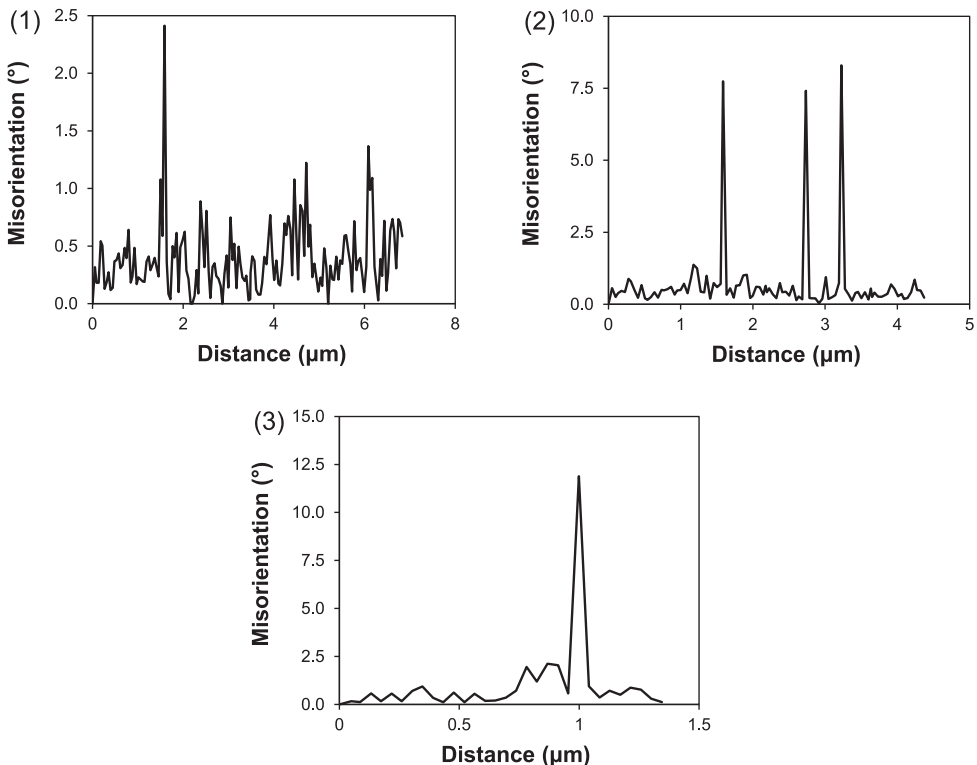 (1)
2.5
2.0
1.5
1.0
0.5
0.0
Misorientation (°)
0 2 4 6 8
Distance (µm)
(2)
10.0
7.5
5.0
2.5
0.0
Misorientation (°)
0 1 2 3 4 5
Distance (µm)
(3)
15.0
12.5
10.0
7.5
5.0
2.5
0.0
Misorientation (°)
0 0.5 1 1.5
Distance (µm)